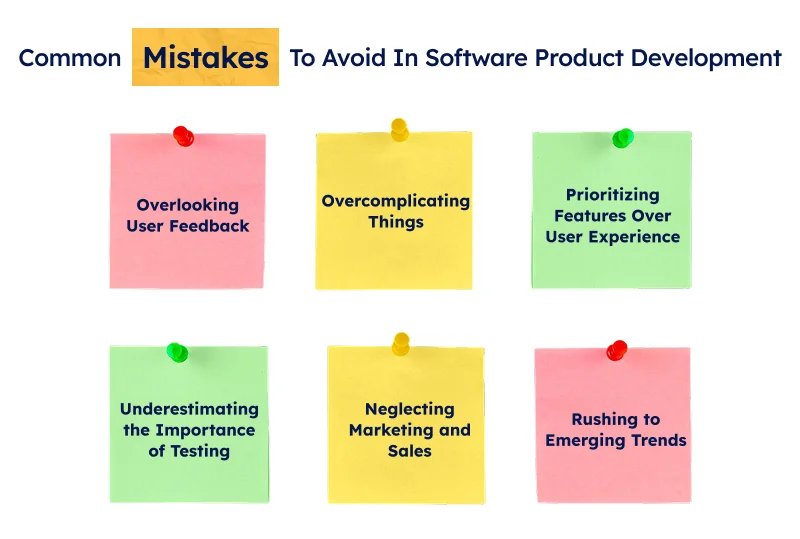 Common Mistakes To Avoid In Software Product Development
Overlooking
User Feedback
Overcomplicating
Things
Prioritizing
Features Over
User Experience
Underestimating
the Importance
of Testing
Neglecting
Marketing and
Sales
Rushing to
Emerging Trends